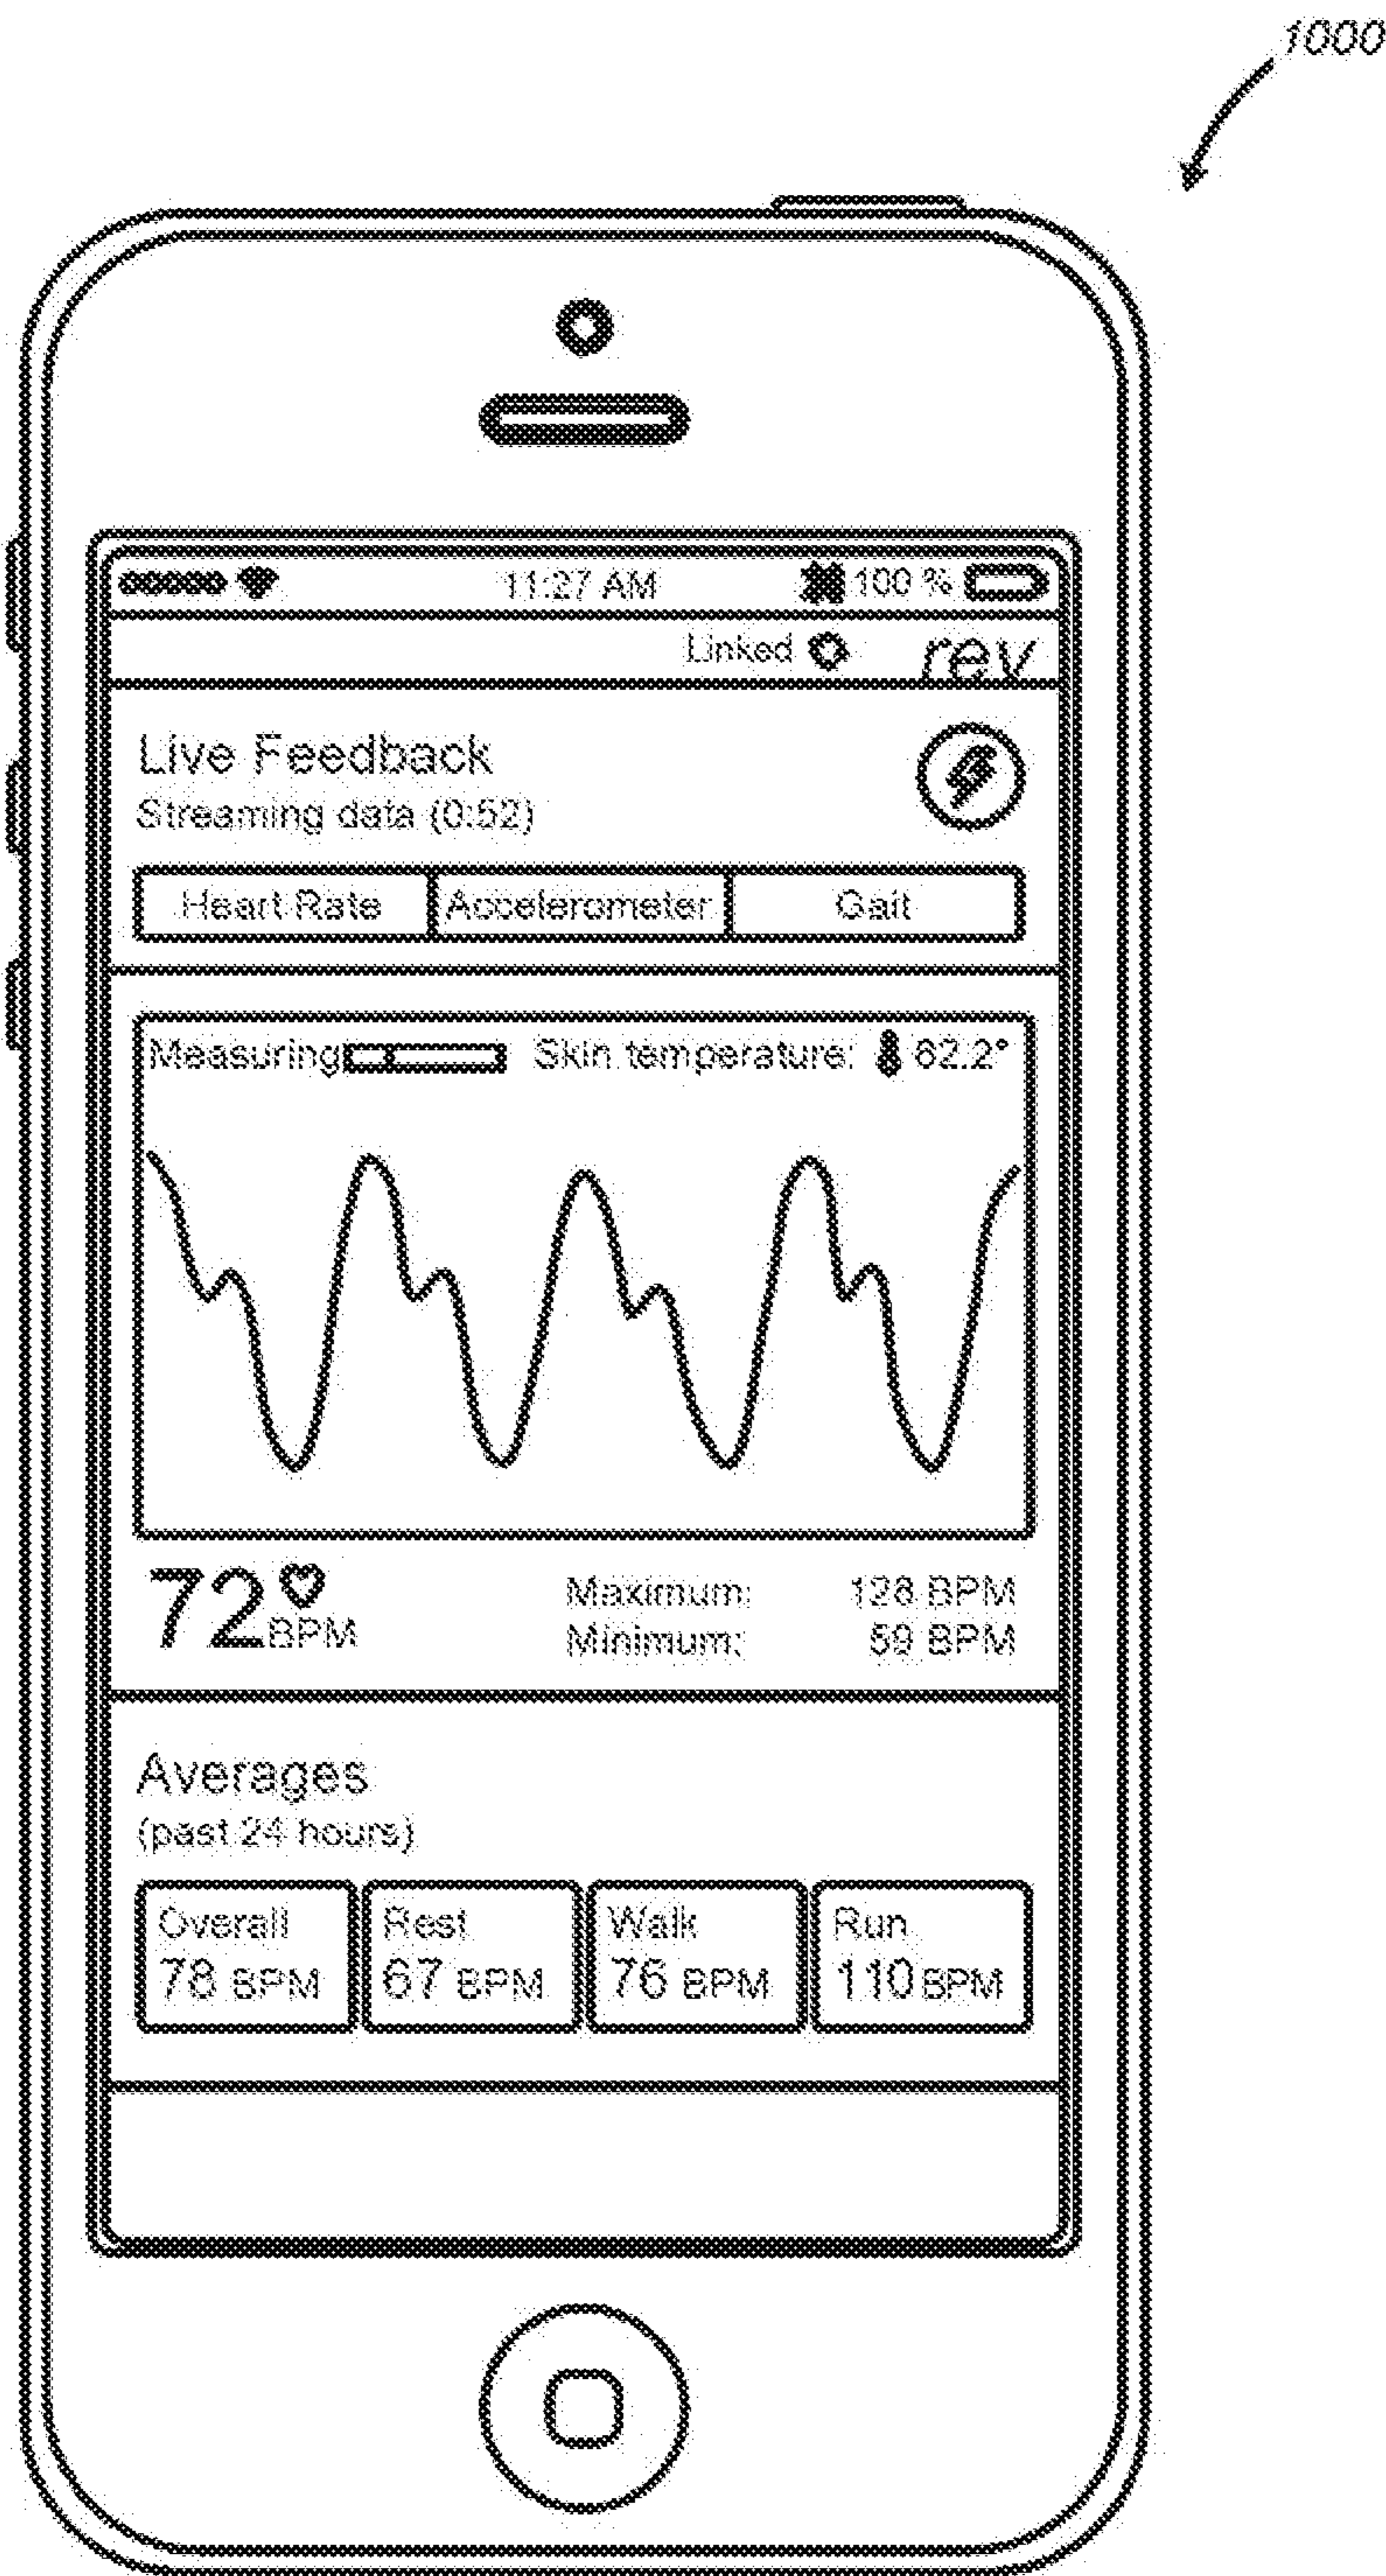 1000
11:27 AM 100 %
Linked rev
Live Feedback
Streaming data (0:52)
Heart Rate Accelerometer Gait
Measuring Skin temperature: 82.2°
72 BPM
Maximum: 128 BPM
Minimum: 59 BPM
Averages
(past 24 hours)
Overall Rest Walk Run
78 BPM 67 BPM 76 BPM 110 BPM